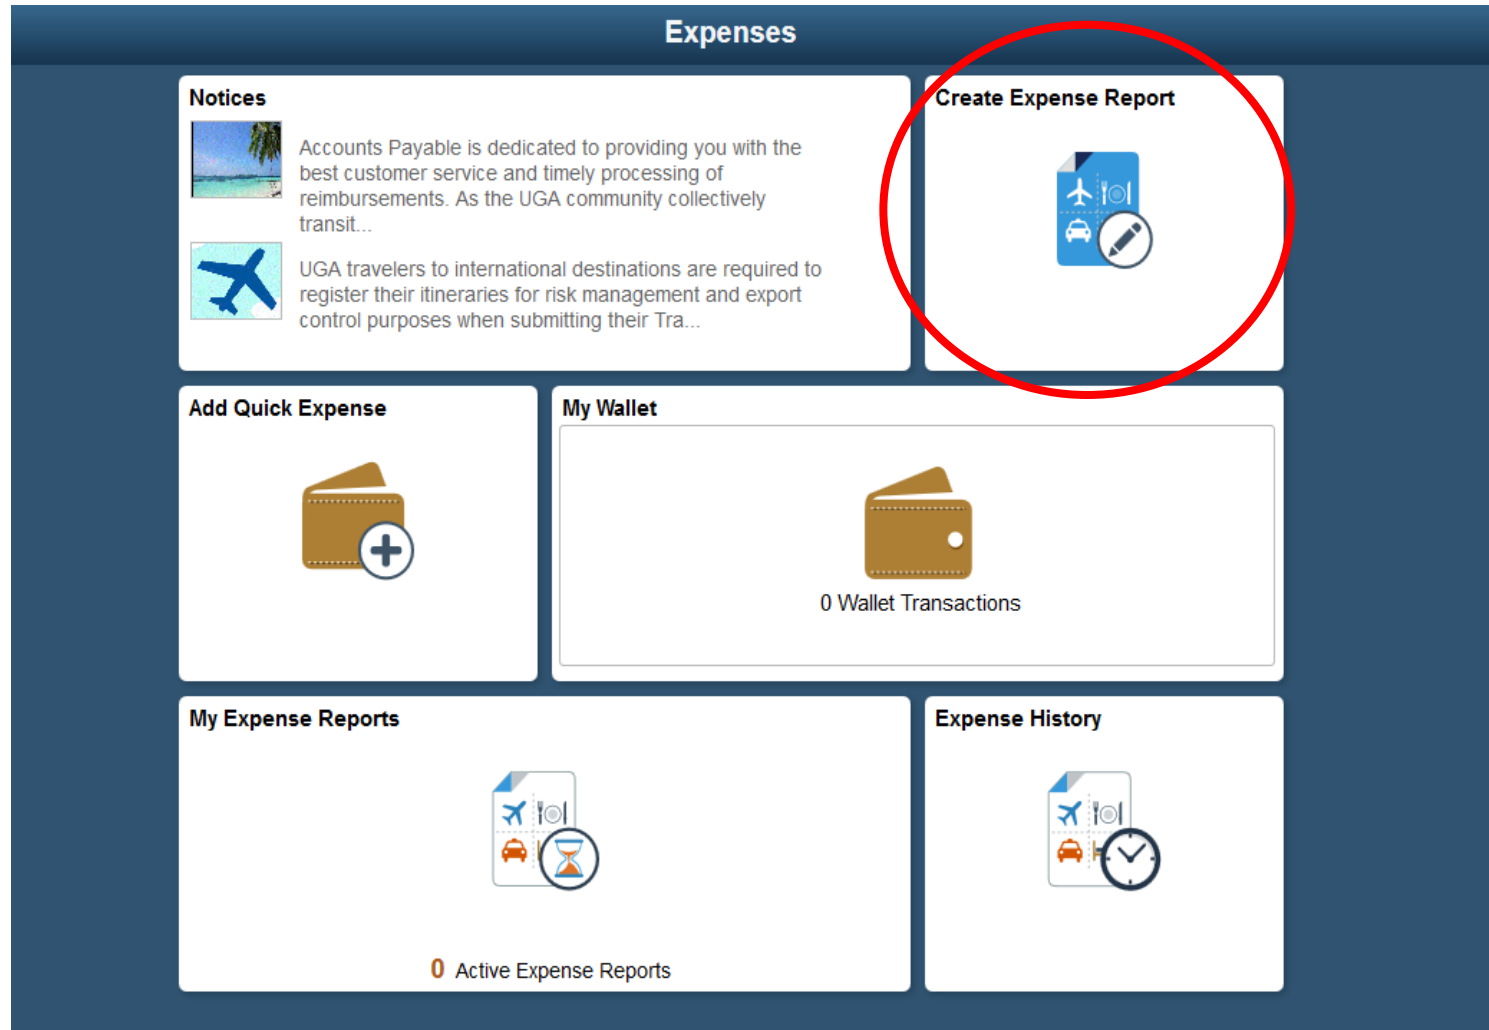 Expenses
Notices
Accounts Payable is dedicated to providing you with the
best customer service and timely processing of
reimbursements. As the UGA community collectively
transit...
UGA travelers to international destinations are required to
register their itineraries for risk management and export
control purposes when submitting their Tra...
Create Expense Report
Add Quick Expense
My Wallet
0 Wallet Transactions
My Expense Reports
0 Active Expense Reports
Expense History